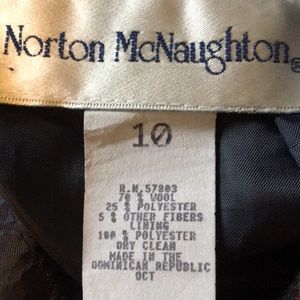 Norton McNaughton®
10
R.N. 57803
70 % WOOL
25 % POLYESTER
5 % OTHER FIBERS
LINING
100 % POLYESTER
DRY CLEAN
MADE IN THE
DOMINICAN REPUBLIC
OCT